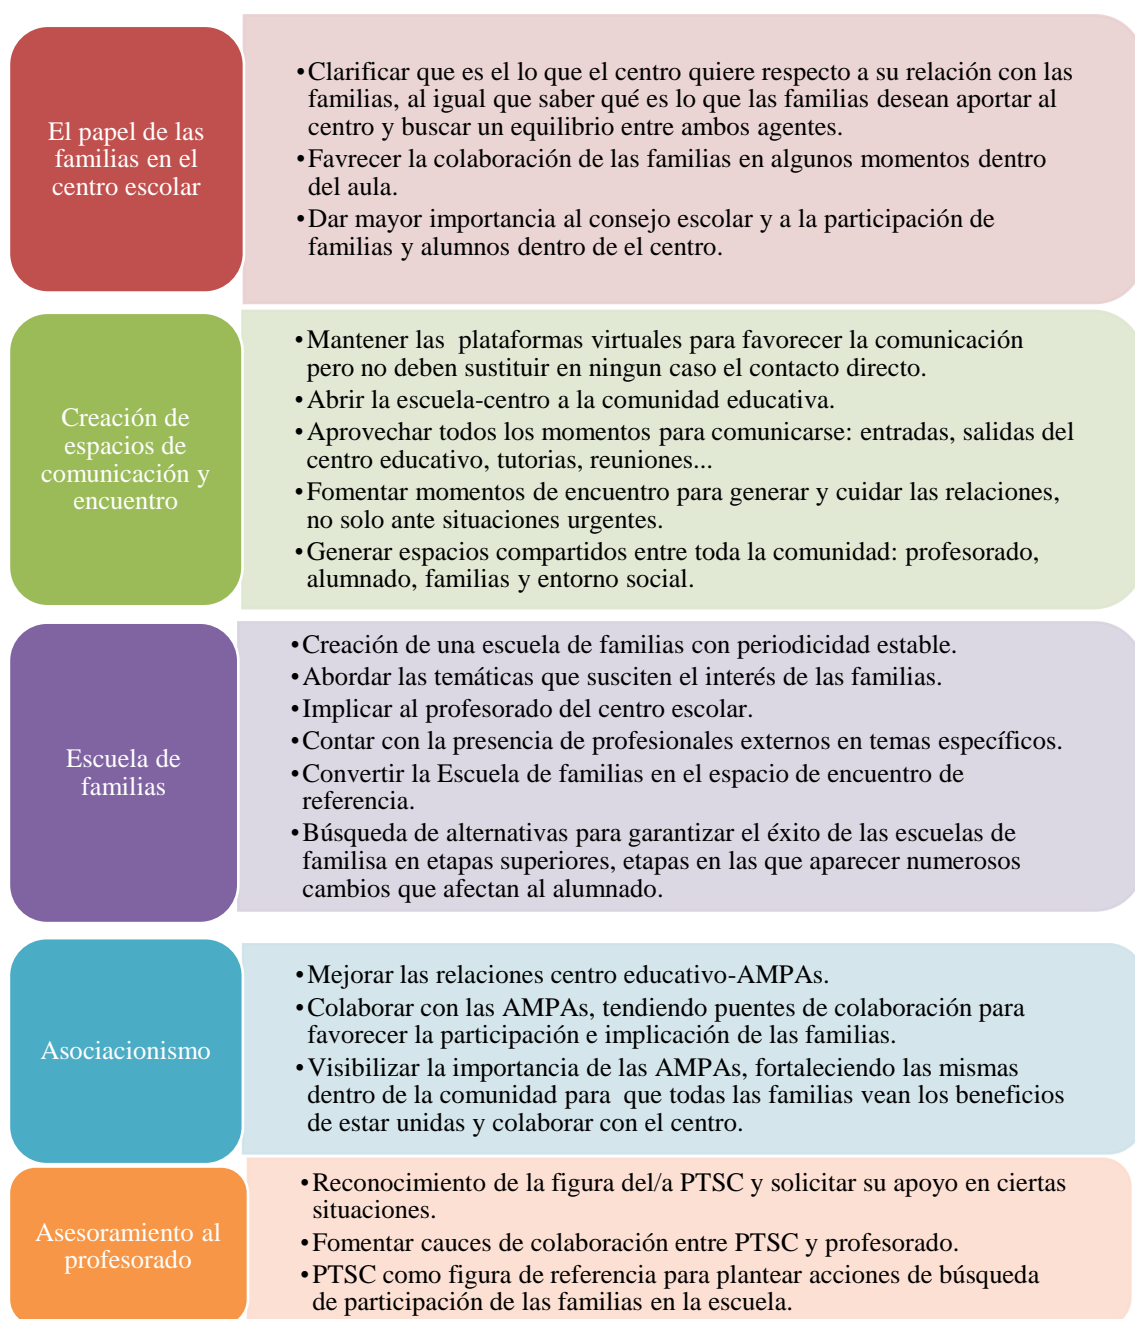 El papel de las
familias en el
centro escolar
•Clarificar que es el lo que el centro quiere respecto a su relación con las
familias, al igual que saber qué es lo que las familias desean aportar al
centro y buscar un equilibrio entre ambos agentes.
•Favrecer la colaboración de las familias en algunos momentos dentro
del aula.
•Dar mayor importancia al consejo escolar y a la participación de
familias y alumnos dentro de el centro.
Creación de
espacios de
comunicación y
encuentro
•Mantener las  plataformas virtuales para favorecer la comunicación
pero no deben sustituir en ningun caso el contacto directo.
•Abrir la escuela-centro a la comunidad educativa.
•Aprovechar todos los momentos para comunicarse: entradas, salidas del
centro educativo, tutorias, reuniones...
•Fomentar momentos de encuentro para generar y cuidar las relaciones,
no solo ante situaciones urgentes.
•Generar espacios compartidos entre toda la comunidad: profesorado,
alumnado, familias y entorno social.
Escuela de
familias
•Creación de una escuela de familias con periodicidad estable.
•Abordar las temáticas que susciten el interés de las familias.
•Implicar al profesorado del centro escolar.
•Contar con la presencia de profesionales externos en temas específicos.
•Convertir la Escuela de familias en el espacio de encuentro de
referencia.
•Búsqueda de alternativas para garantizar el éxito de las escuelas de
familisa en etapas superiores, etapas en las que aparecer numerosos
cambios que afectan al alumnado.
Asociacionismo
•Mejorar las relaciones centro educativo-AMPAs.
•Colaborar con las AMPAs, tendiendo puentes de colaboración para
favorecer la participación e implicación de las familias.
•Visibilizar la importancia de las AMPAs, fortaleciendo las mismas
dentro de la comunidad para  que todas las familias vean los beneficios
de estar unidas y colaborar con el centro.
Asesoramiento al
profesorado
•Reconocimiento de la figura del/a PTSC y solicitar su apoyo en ciertas
situaciones.
•Fomentar cauces de colaboración entre PTSC y profesorado.
•PTSC como figura de referencia para plantear acciones de búsqueda
de participación de las familias en la escuela.